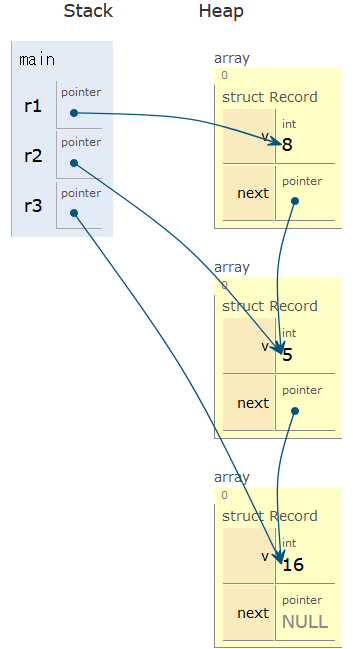 Stack Heap
main
r1 pointer
r2 pointer
r3 pointer
array
0
struct Record
v int 8
next pointer
array
0
struct Record
v int 5
next pointer
array
0
struct Record
v int 16
next pointer NULL